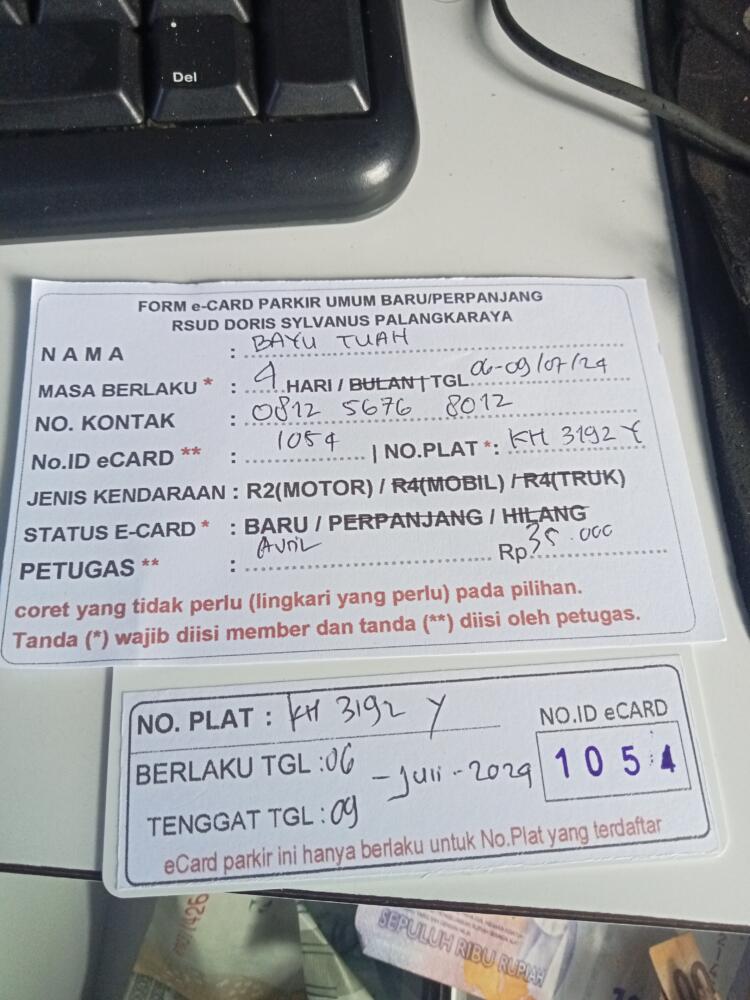 Del
FORM e-CARD PARKIR UMUM BARU/PERPANJANG
RSUD DORIS SYLVANUS PALANGKARAYA
NAMA : BAYU TUAH
MASA BERLAKU * : 4 HARI / BULAN | TGL 06-09/07/24
NO. KONTAK : 0812 5676 8012
No.ID eCARD ** : 1054 | NO.PLAT *: KH 3192 Y
JENIS KENDARAAN : R2(MOTOR) / R4(MOBIL) / R4(TRUK)
STATUS E-CARD * : BARU / PERPANJANG / HILANG
PETUGAS ** : Avril Rp 35.000
coret yang tidak perlu (lingkari yang perlu) pada pilihan.
Tanda (*) wajib diisi member dan tanda (**) diisi oleh petugas.
NO. PLAT : KH 3192 Y
NO.ID eCARD
1054
BERLAKU TGL : 06 - Juli - 2024
TENGGAT TGL : 09
eCard parkir ini hanya berlaku untuk No.Plat yang terdaftar
SEPULUH RIBU RUPIAH